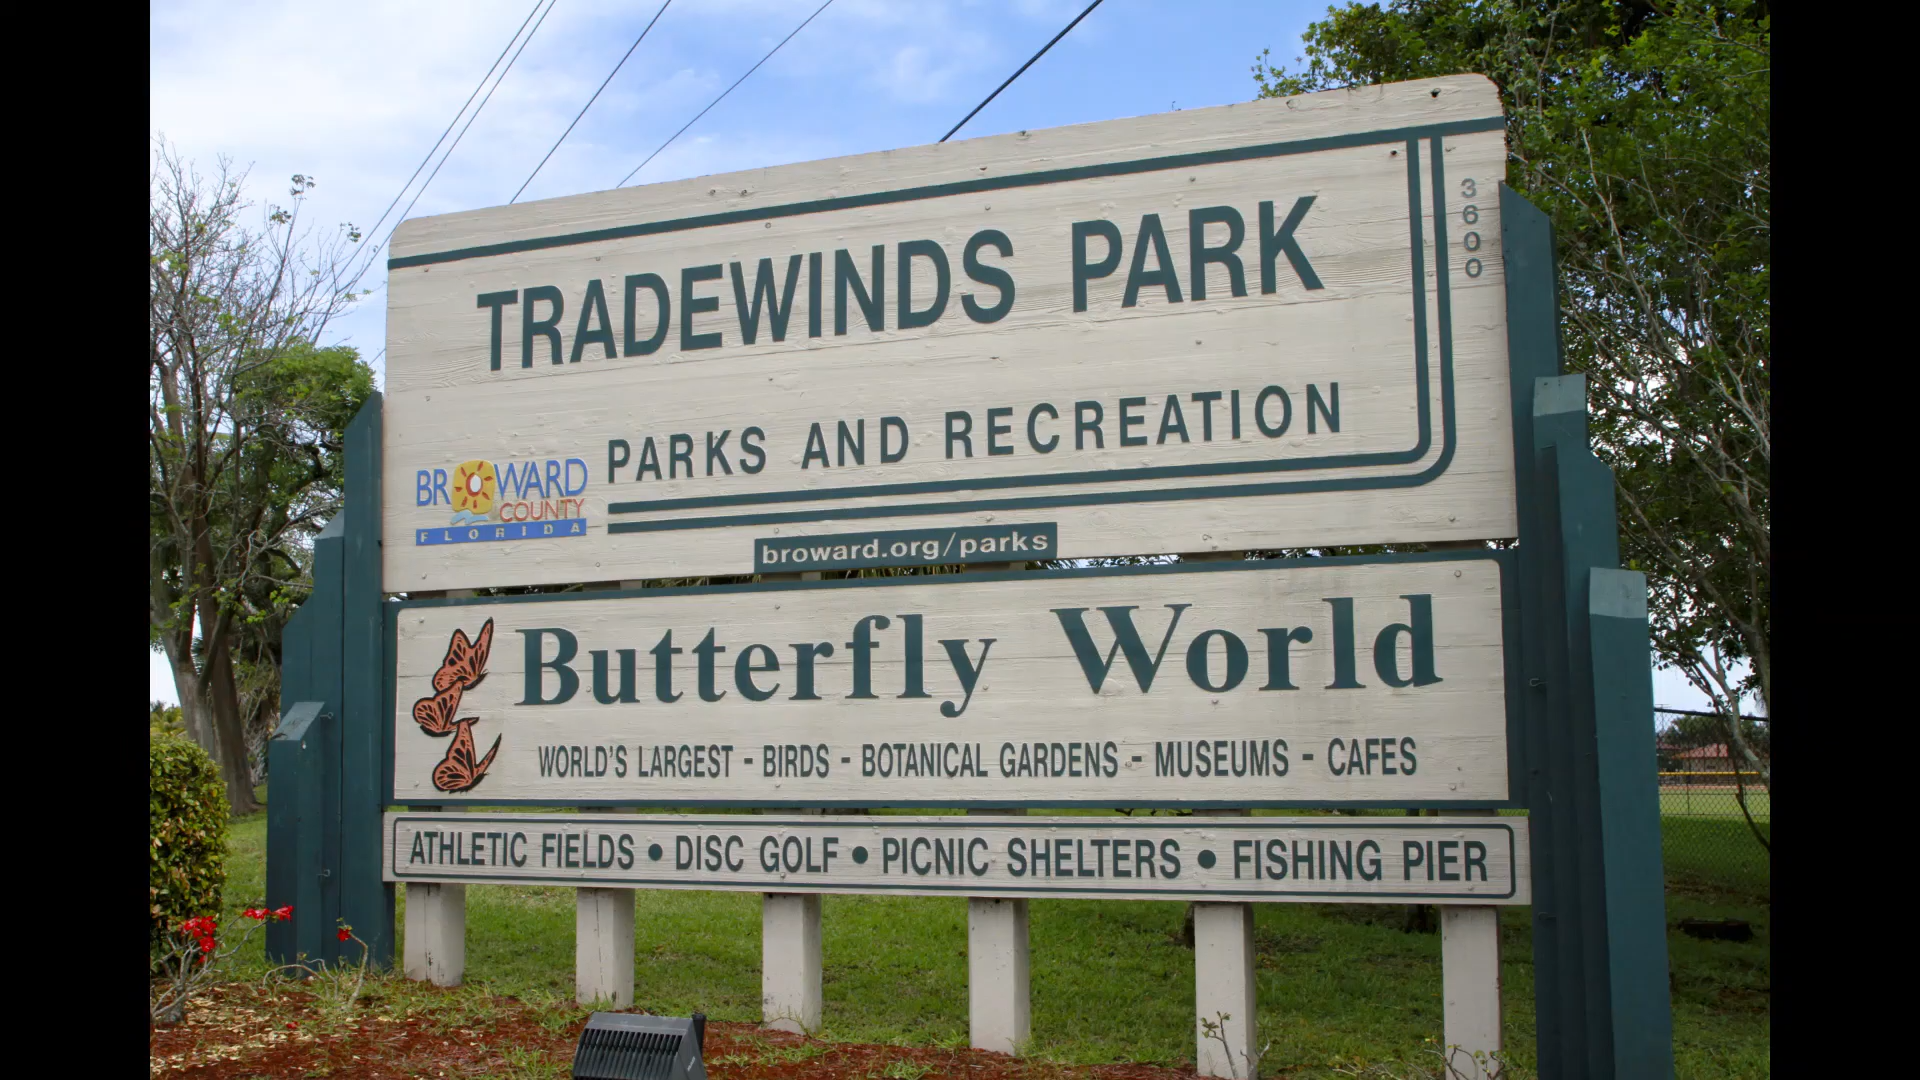 TRADEWINDS PARK
3600
PARKS AND RECREATION
BROWARD
COUNTY
FLORIDA
broward.org/parks
Butterfly World
WORLD'S LARGEST - BIRDS - BOTANICAL GARDENS - MUSEUMS - CAFES
ATHLETIC FIELDS • DISC GOLF • PICNIC SHELTERS • FISHING PIER